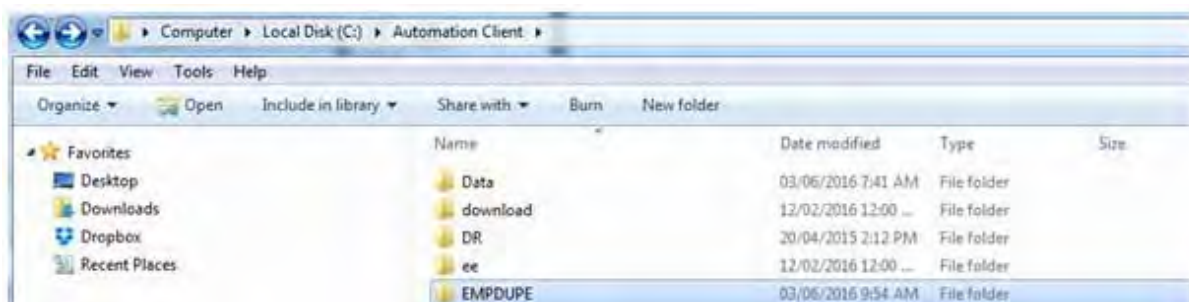 Computer ▸ Local Disk (C:) ▸ Automation Client ▸
File Edit View Tools Help
Organize ▾ Open Include in library ▾ Share with ▾ Burn New folder
Favorites
Desktop
Downloads
Dropbox
Recent Places
Name Date modified Type Size
Data 03/06/2016 7:41 AM File folder
download 12/02/2016 12:00 ... File folder
DR 20/04/2015 2:12 PM File folder
ee 12/02/2016 12:00 ... File folder
EMPDUPE 03/06/2016 9:54 AM File folder